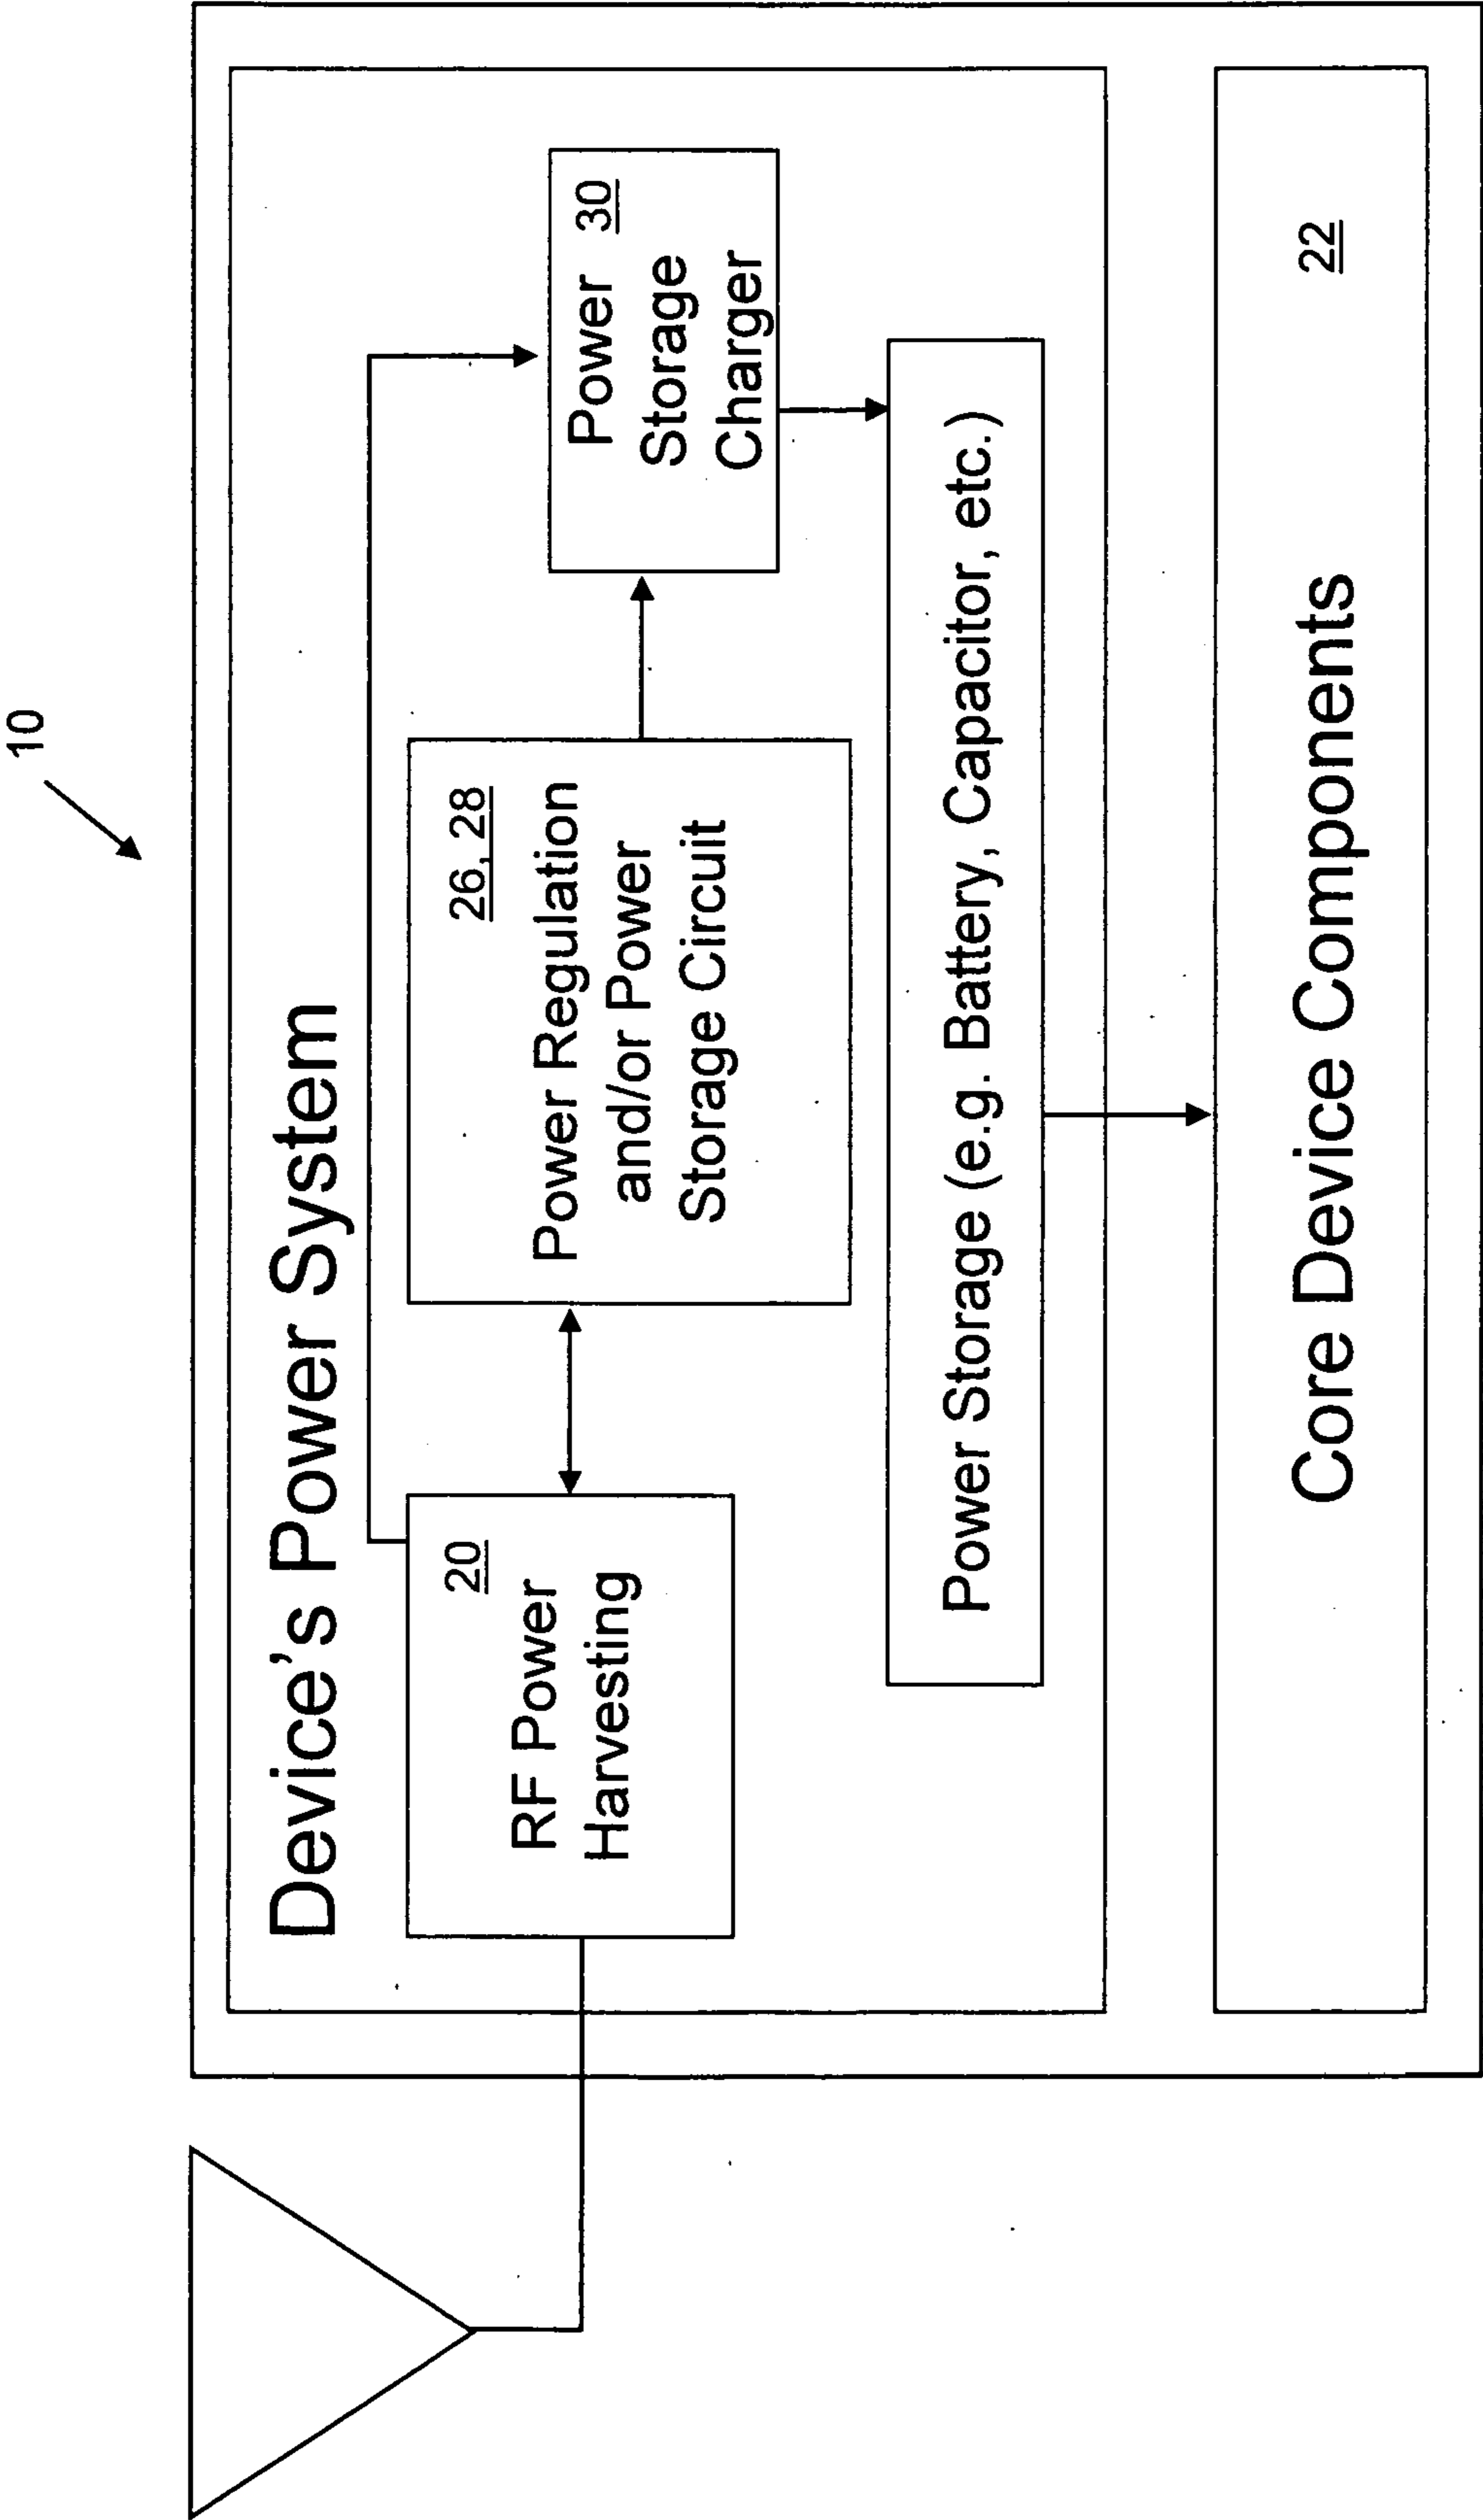 10
Device's Power System
20
RF Power
Harvesting
26, 28
Power Regulation
and/or Power
Storage Circuit
Power 30
Storage
Charger
Power Storage (e.g. Battery, Capacitor, etc.)
22
Core Device Components